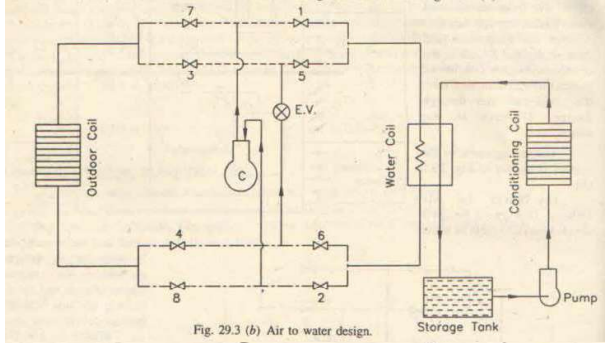 7
1
3
5
E.V.
Outdoor Coil
C
Water Coil
Conditioning Coil
4
6
8
2
Pump
Storage Tank
Fig. 29.3 (b) Air to water design.